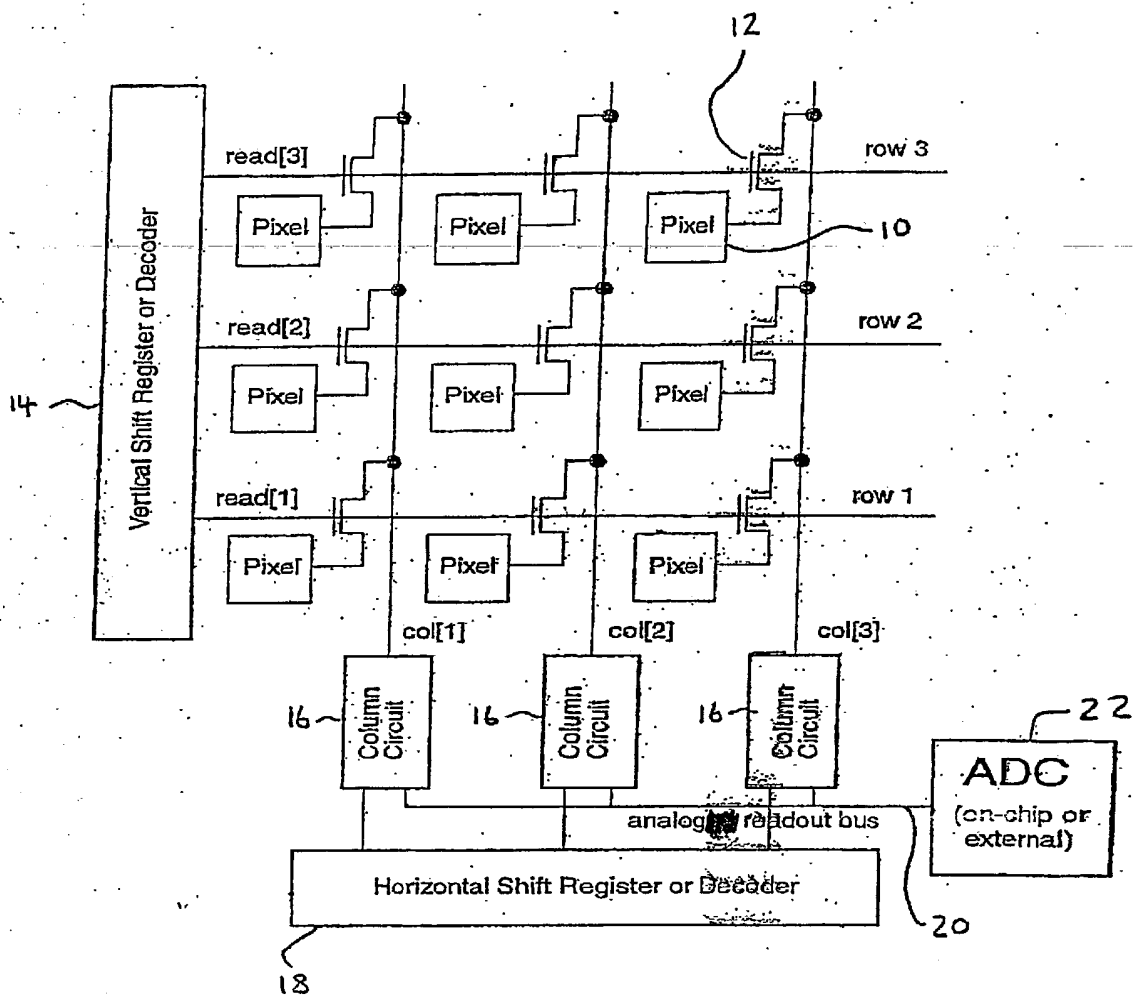 12
read[3]
row 3
Pixel
Pixel
Pixel
10
Vertical Shift Register or Decoder
read[2]
row 2
14
Pixel
Pixel
Pixel
read[1]
row 1
Pixel
Pixel
Pixel
col[1]
col[2]
col[3]
16
Column
Circuit
16
Column
Circuit
16
Column
Circuit
22
ADC
(on-chip or
external)
readout bus
Horizontal Shift Register or Decoder
20
18